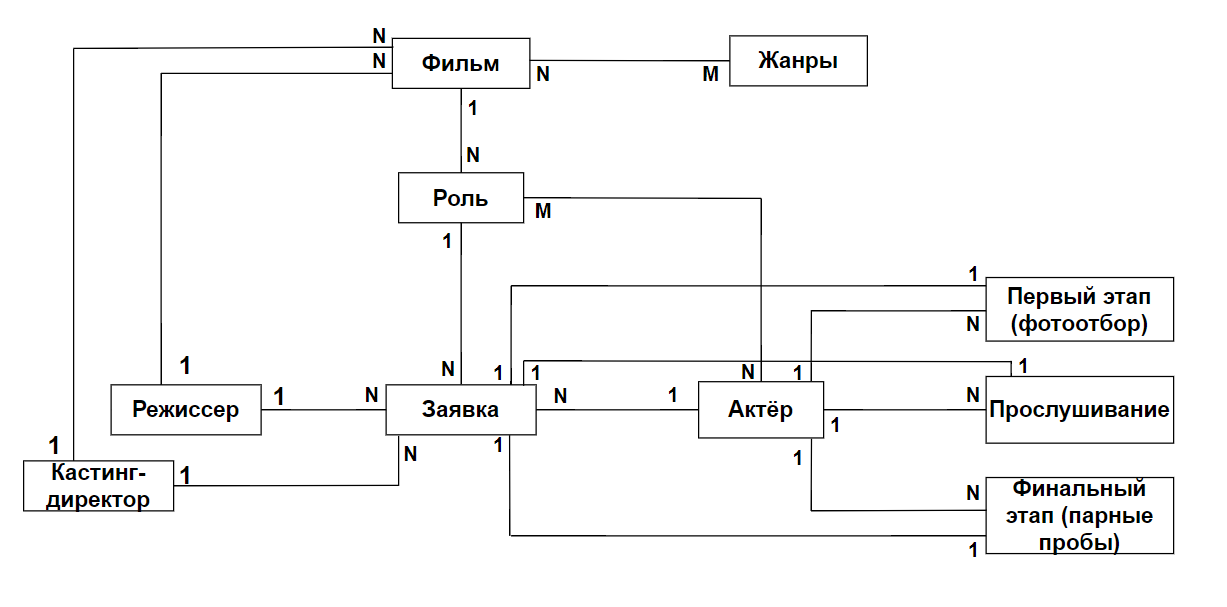 N
N
Фильм
N
M
Жанры
1
N
Роль
M
1
1
Первый этап
(фотоотбор)
N
1
N
1
1
N
1
1
Режиссер
1
N
Заявка
N
1
Актёр
1
N
Прослушивание
1
Кастинг-
директор
1
N
1
1
N
Финальный
этап (парные
пробы)
1